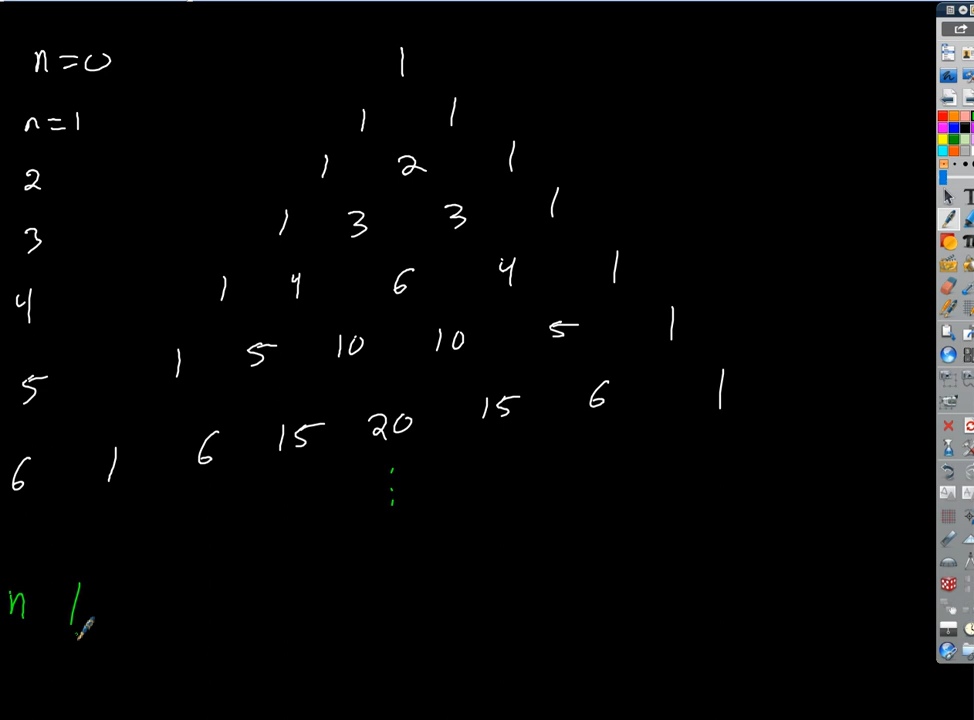 n=0 1
n=1 1 1
2 1 2 1
3 1 3 3 1
4 1 4 6 4 1
5 1 5 10 10 5 1
6 1 6 15 20 15 6 1
⋮
n 1